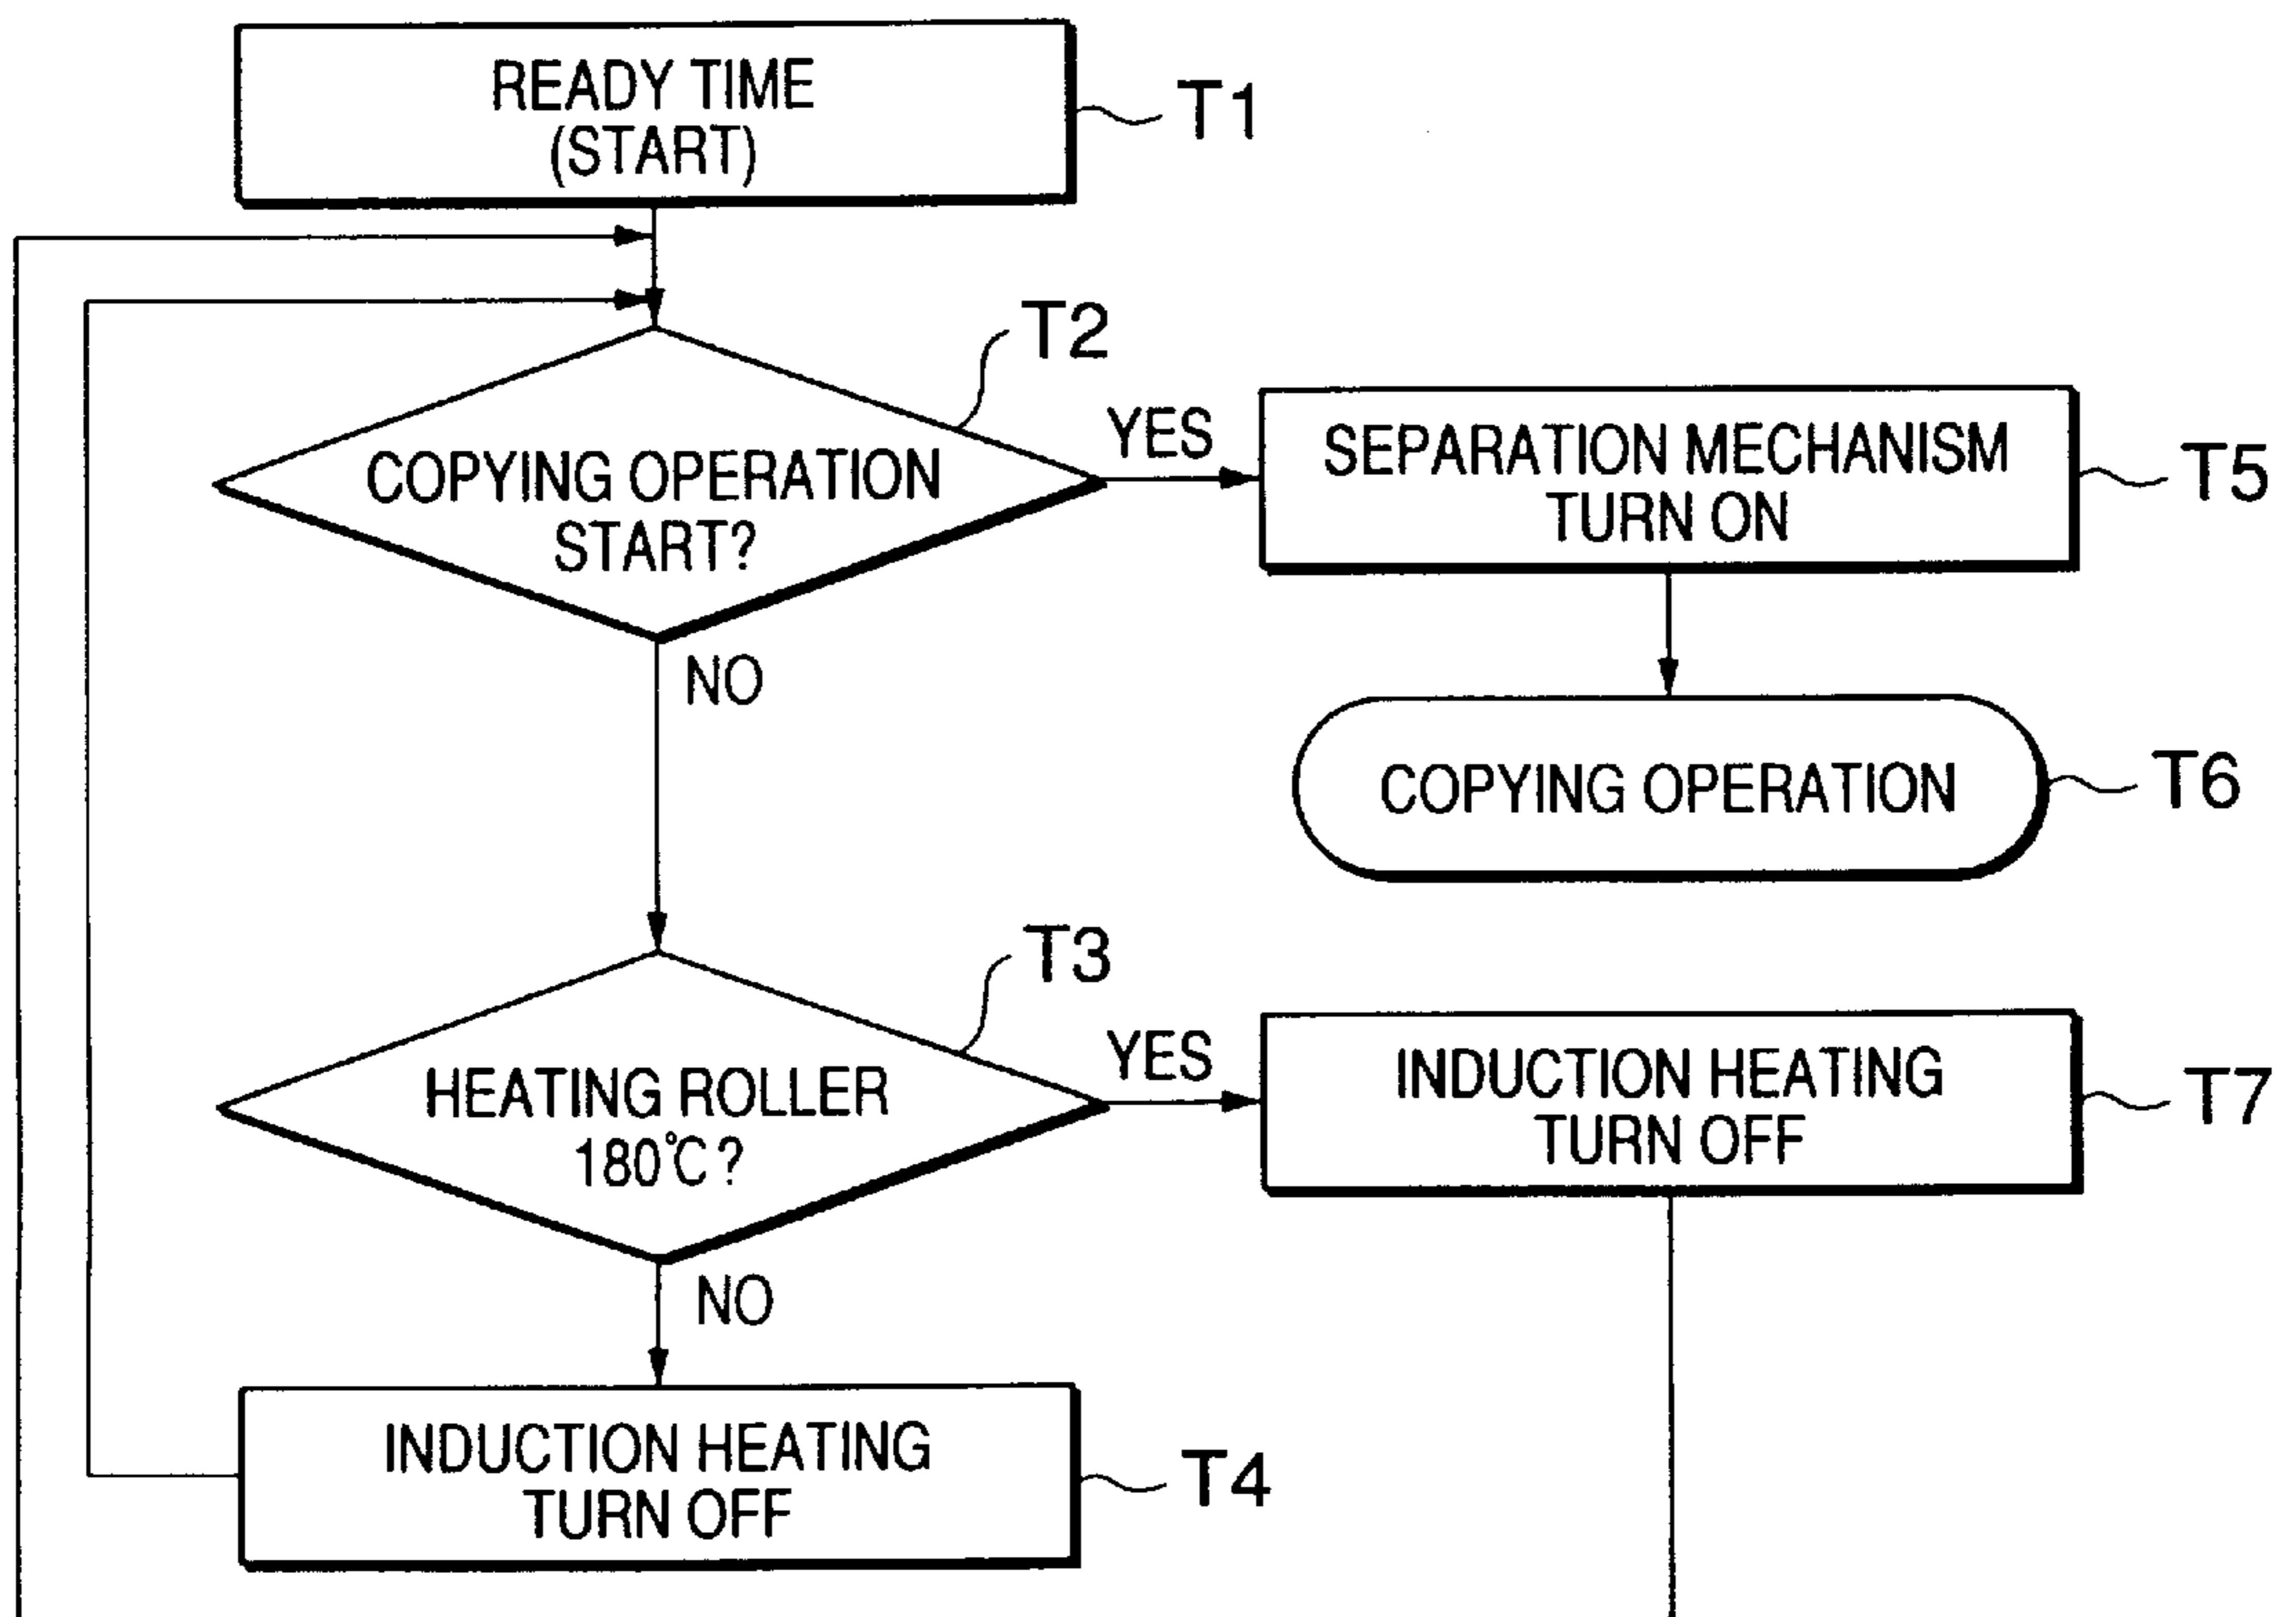 READY TIME
(START)
T1
T2
COPYING OPERATION
START?
YES
SEPARATION MECHANISM
TURN ON
T5
NO
COPYING OPERATION
T6
T3
HEATING ROLLER
180℃?
YES
INDUCTION HEATING
TURN OFF
T7
NO
INDUCTION HEATING
TURN OFF
T4